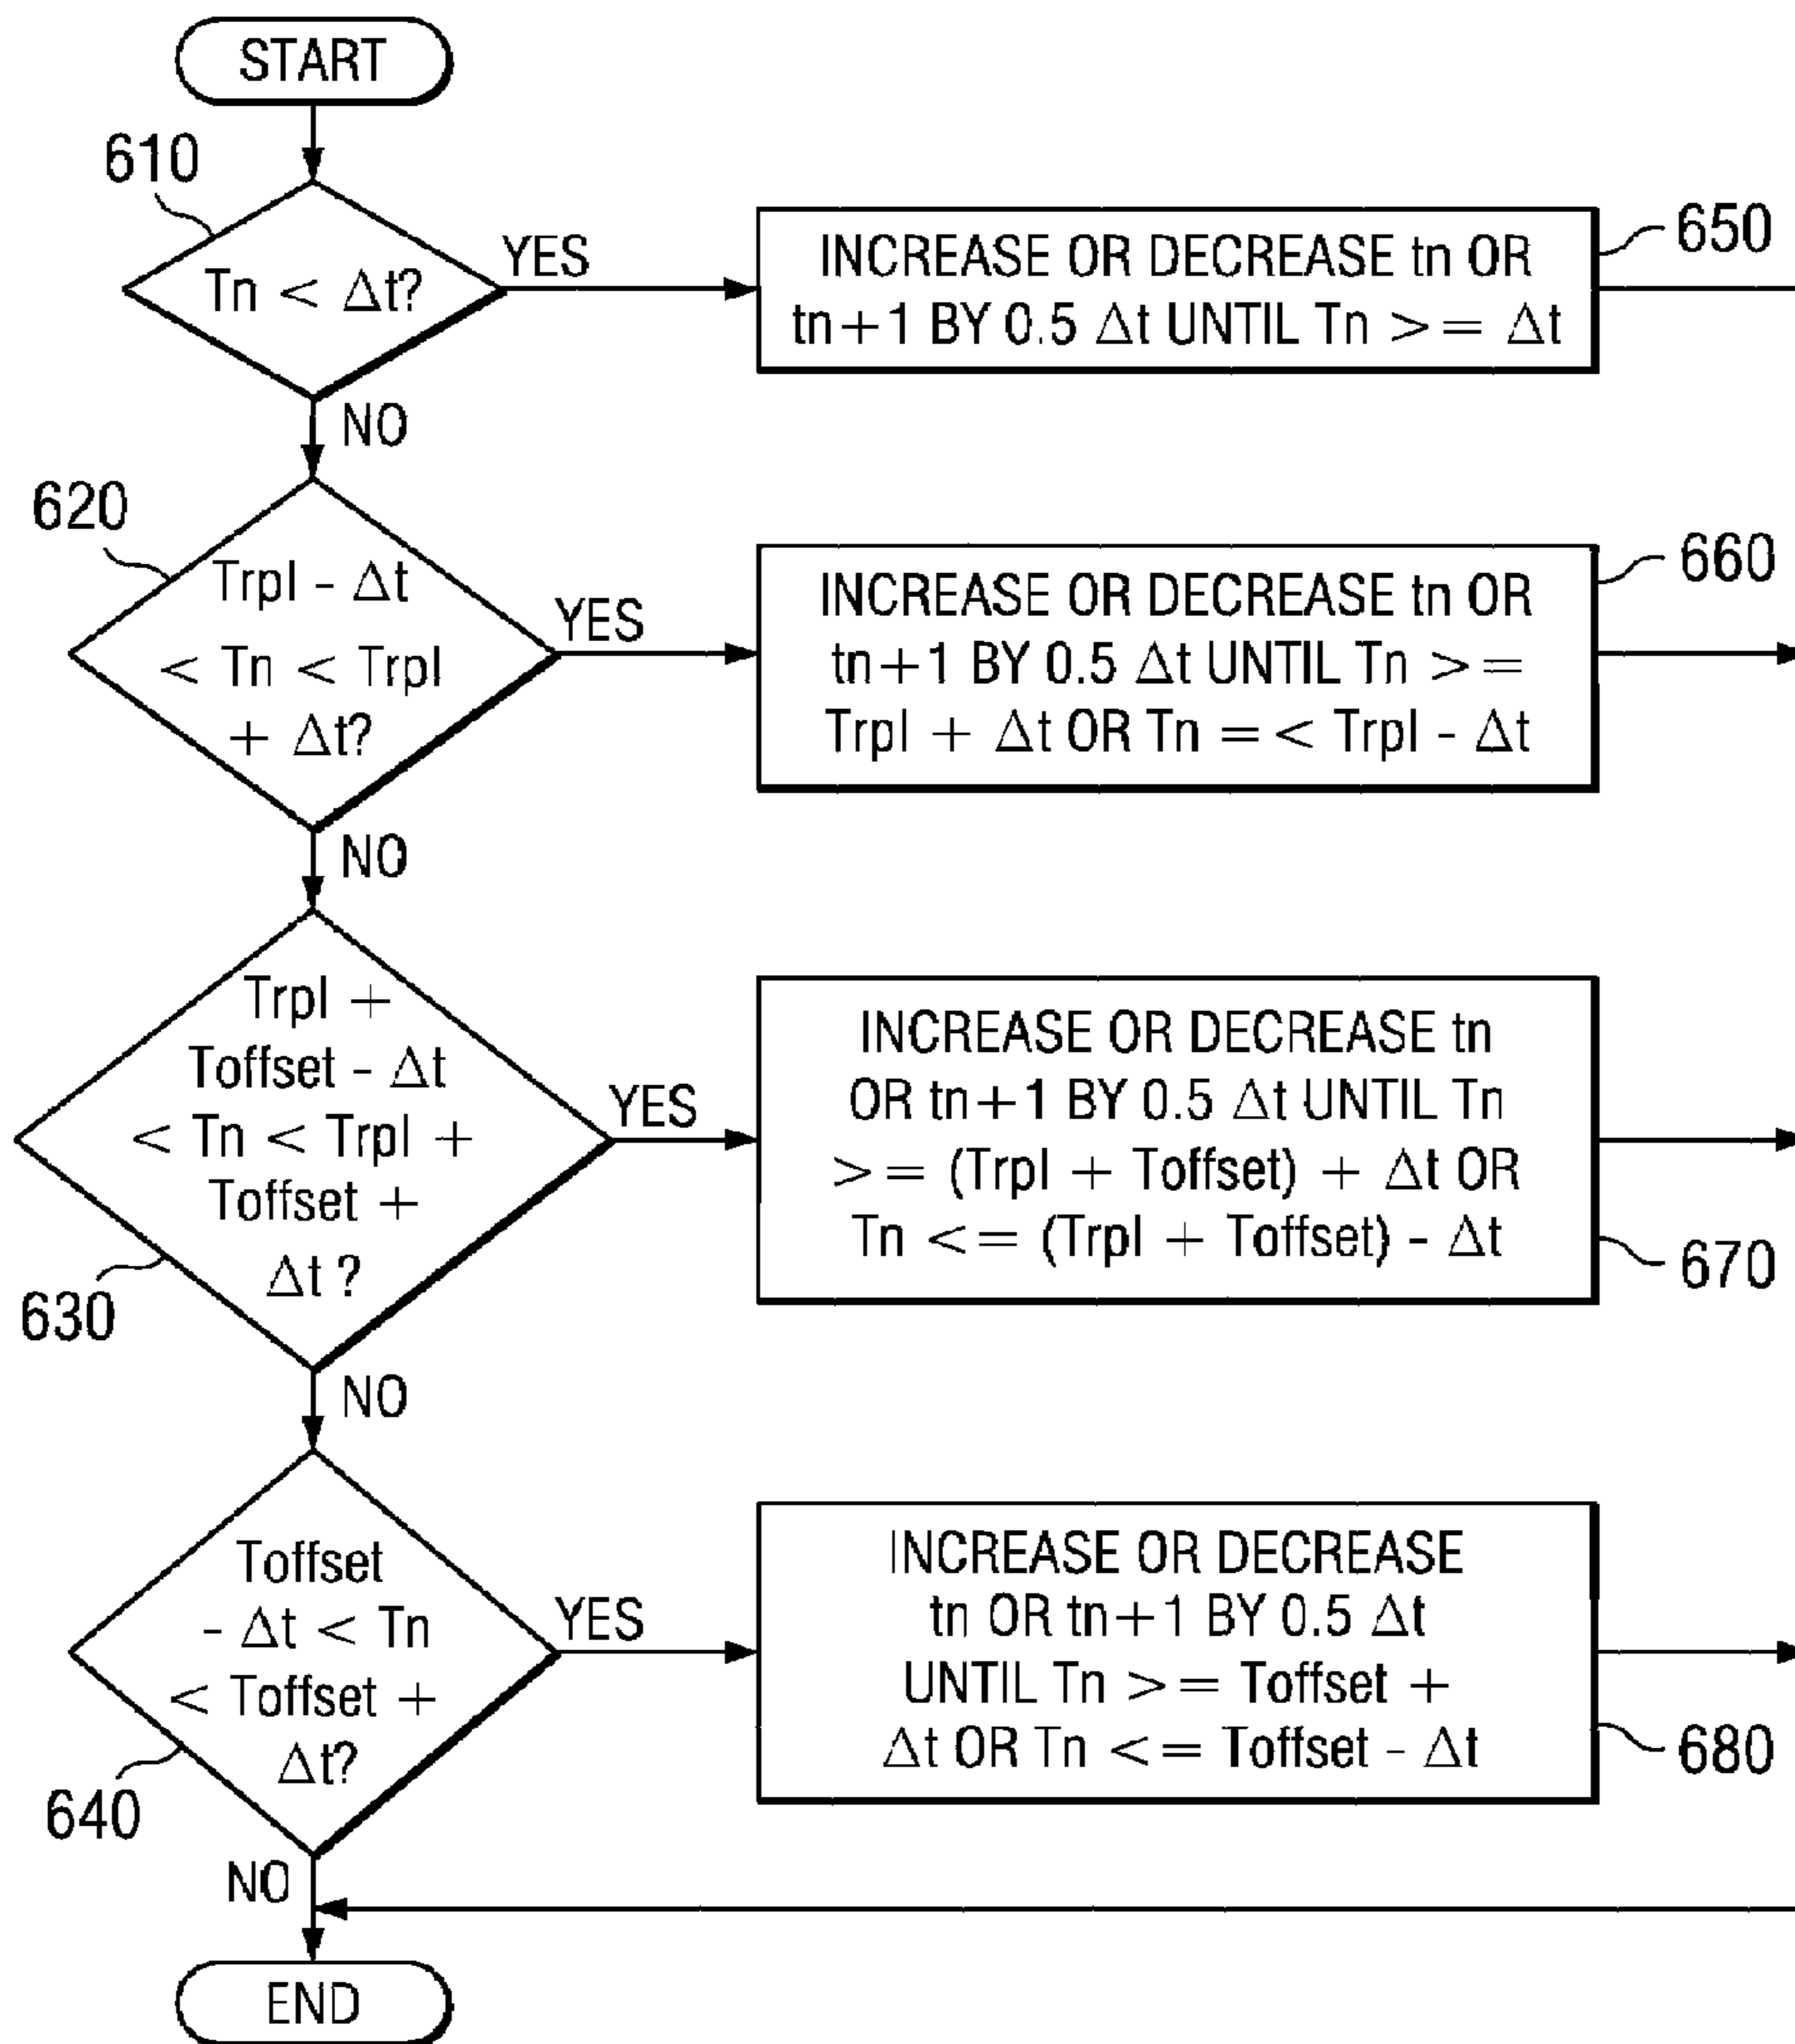 START
610
Tn < Δt?
YES
INCREASE OR DECREASE tn OR
tn+1 BY 0.5 Δt UNTIL Tn >= Δt
650
NO
620
Trpl - Δt
< Tn < Trpl
+ Δt?
YES
INCREASE OR DECREASE tn OR
tn+1 BY 0.5 Δt UNTIL Tn >=
Trpl + Δt OR Tn =< Trpl - Δt
660
NO
Trpl +
Toffset - Δt
< Tn < Trpl +
Toffset +
Δt ?
630
YES
INCREASE OR DECREASE tn
OR tn+1 BY 0.5 Δt UNTIL Tn
>= (Trpl + Toffset) + Δt OR
Tn <= (Trpl + Toffset) - Δt
670
NO
Toffset
- Δt < Tn
< Toffset +
Δt?
640
YES
INCREASE OR DECREASE
tn OR tn+1 BY 0.5 Δt
UNTIL Tn >= Toffset +
Δt OR Tn <= Toffset - Δt
680
NO
END